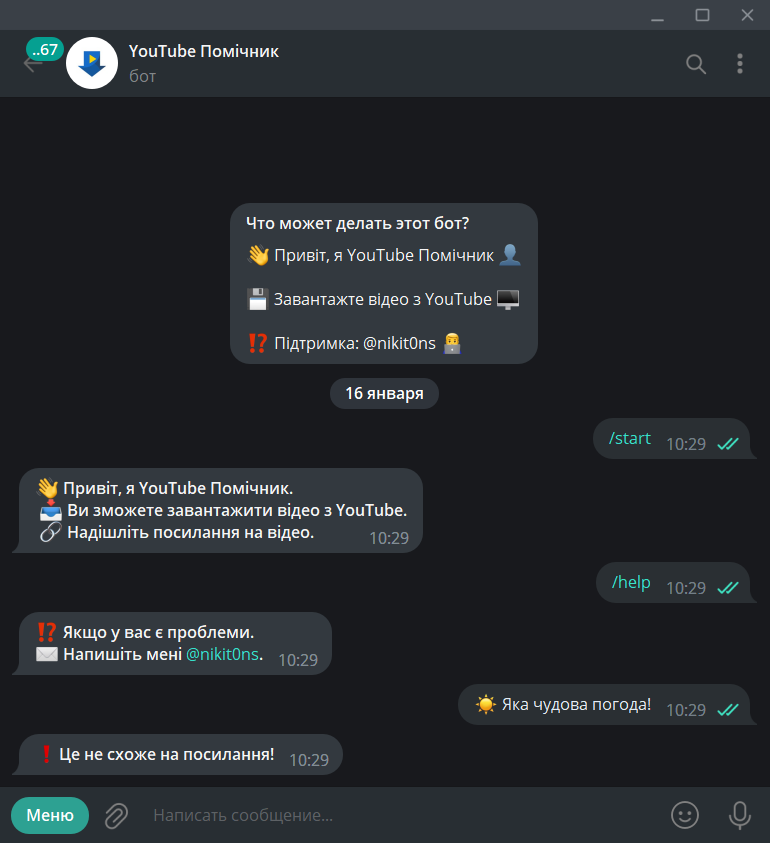 ..67
YouTube Помічник
бот
Что может делать этот бот?
👋 Привіт, я YouTube Помічник 👤
💾 Завантажте відео з YouTube 🖥️
⁉️ Підтримка: @nikit0ns 👨‍💻
16 января
/start 10:29
👋 Привіт, я YouTube Помічник.
📥 Ви зможете завантажити відео з YouTube.
🔗 Надішліть посилання на відео. 10:29
/help 10:29
⁉️ Якщо у вас є проблеми.
✉️ Напишіть мені @nikit0ns. 10:29
☀️ Яка чудова погода! 10:29
❗ Це не схоже на посилання! 10:29
Меню Написать сообщение...